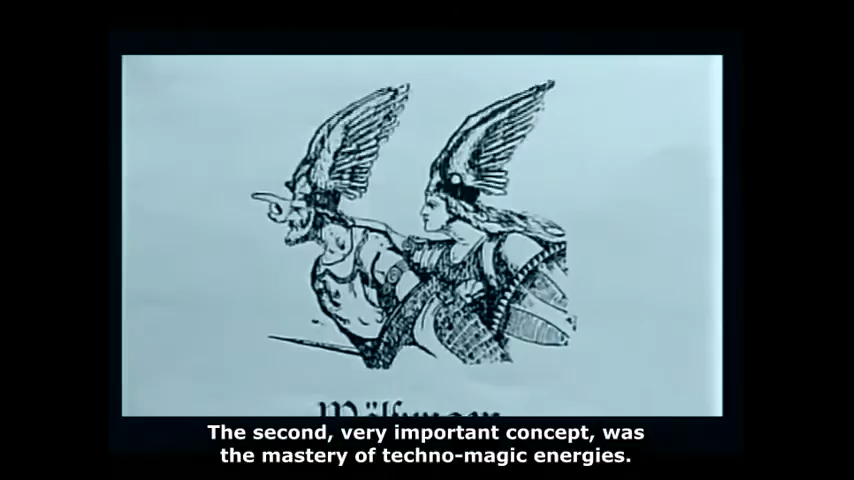 The second, very important concept, was
the mastery of techno-magic energies.